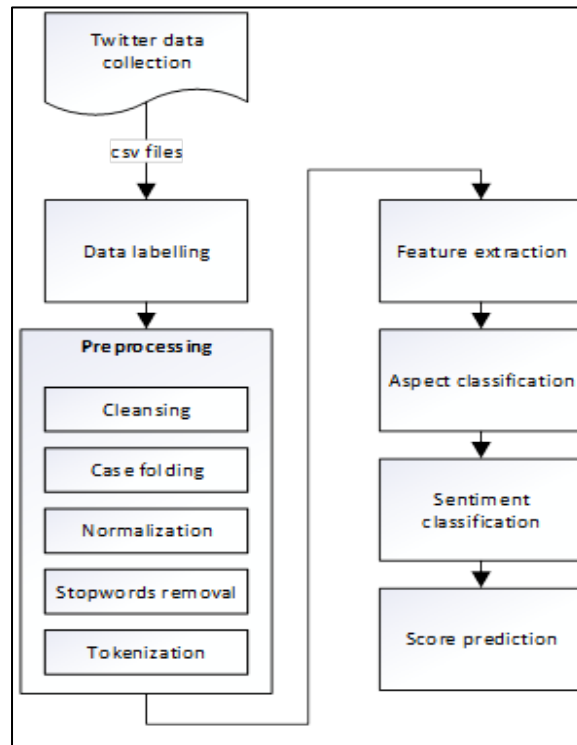 Twitter data
collection
csv files
Data labelling
Preprocessing
Cleansing
Case folding
Normalization
Stopwords removal
Tokenization
Feature extraction
Aspect classification
Sentiment
classification
Score prediction